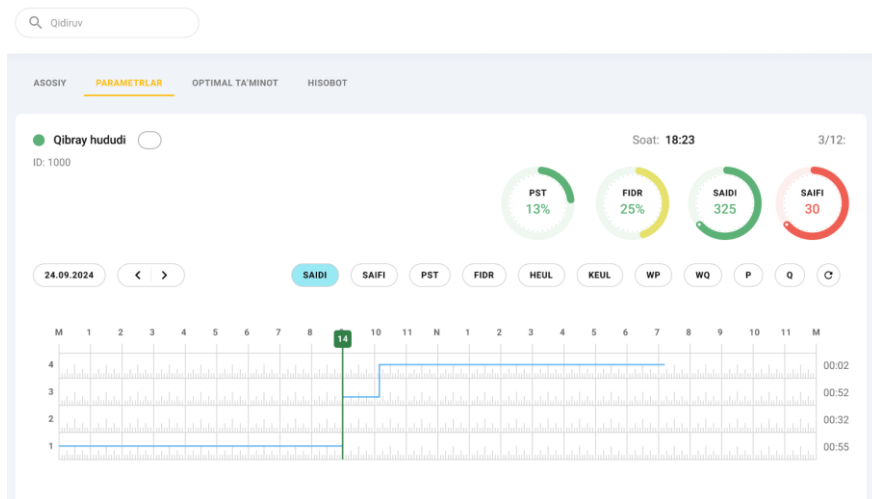 Qidiruv
ASOSIY PARAMETRLAR OPTIMAL TA'MINOT HISOBOT
Qibray hududi Soat: 18:23 3/12:
ID: 1000
PST FIDR SAIDI SAIFI
13% 25% 325 30
24.09.2024 SAIDI SAIFI PST FIDR HEUL KEUL WP WQ P Q
M 1 2 3 4 5 6 7 8 10 11 N 1 2 3 4 5 6 7 8 9 10 11 M
14
4 00:02
3 00:52
2 00:32
1 00:55